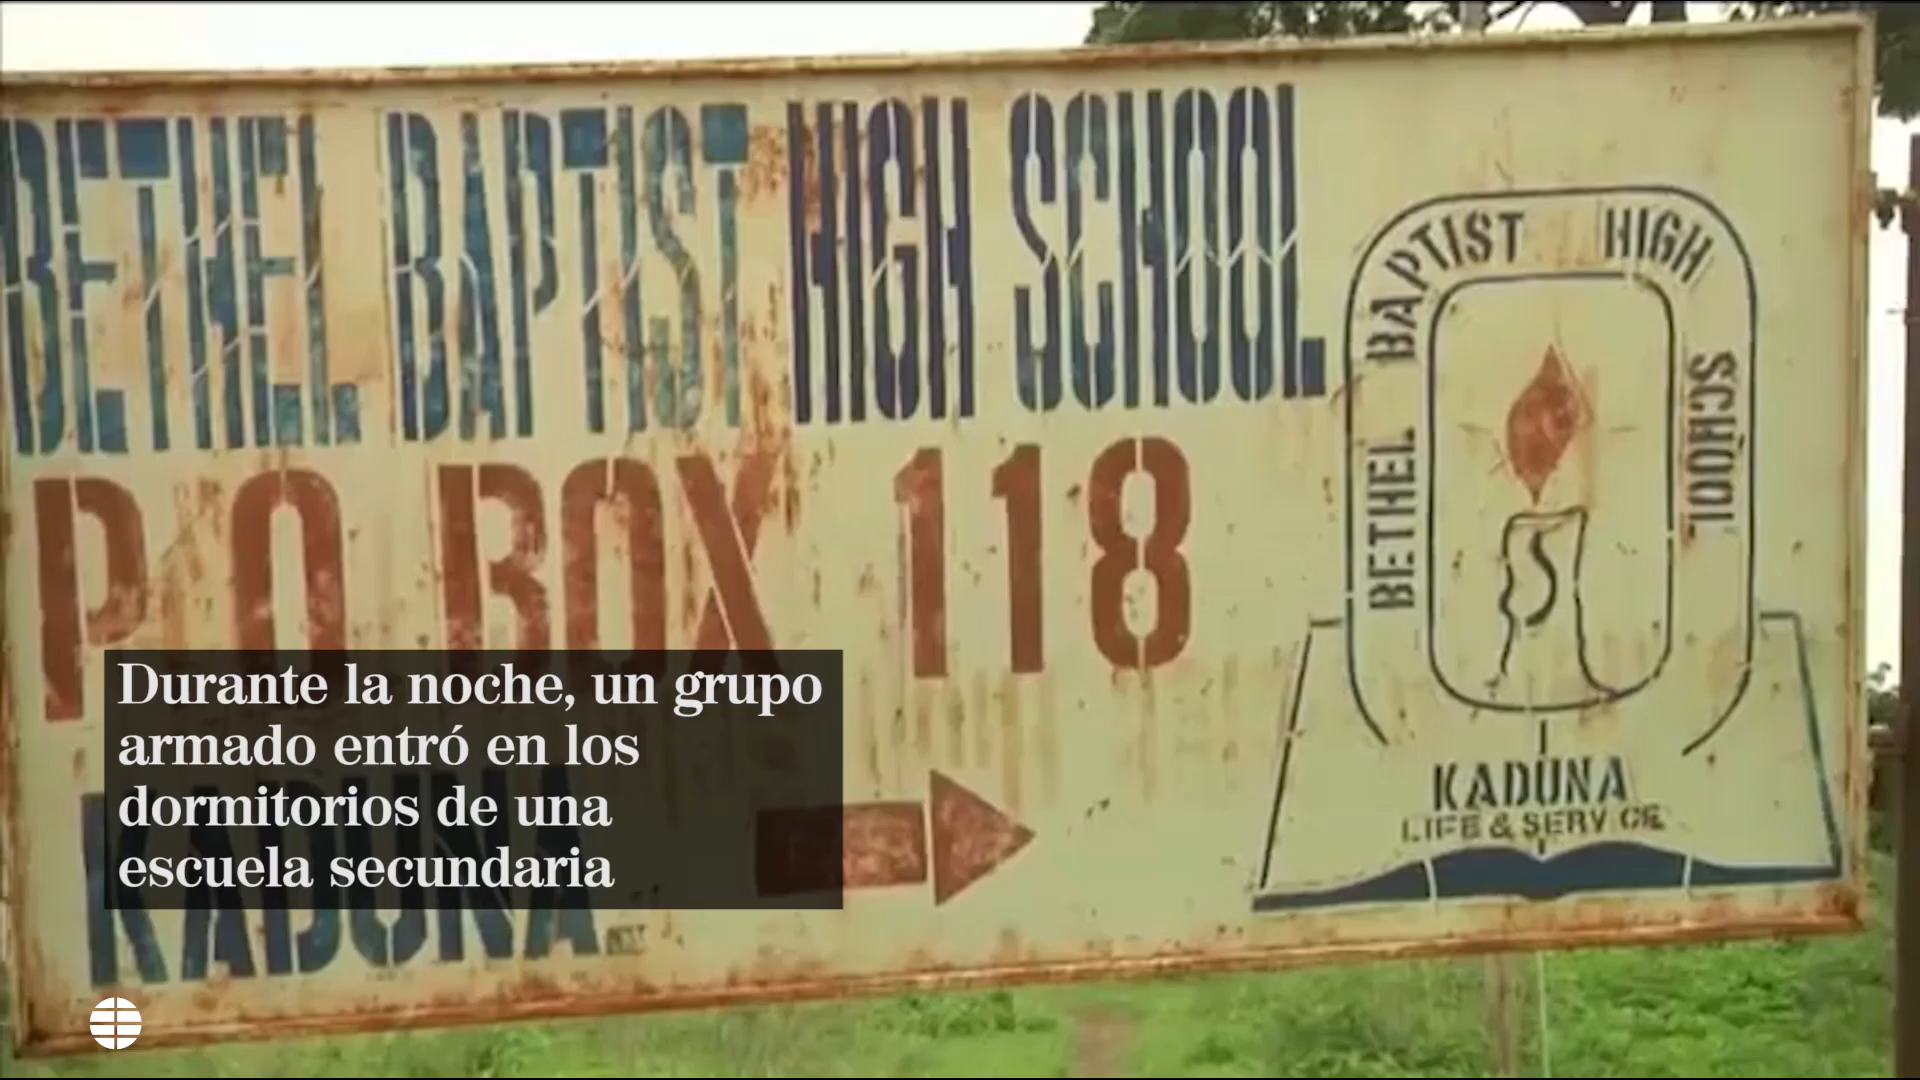 BETHEL BAPTIST HIGH SCHOOL
P.O BOX 118
KADUNA
BETHEL BAPTIST HIGH SCHOOL
KADUNA
LIFE & SERVICE
Durante la noche, un grupo
armado entró en los
dormitorios de una
escuela secundaria